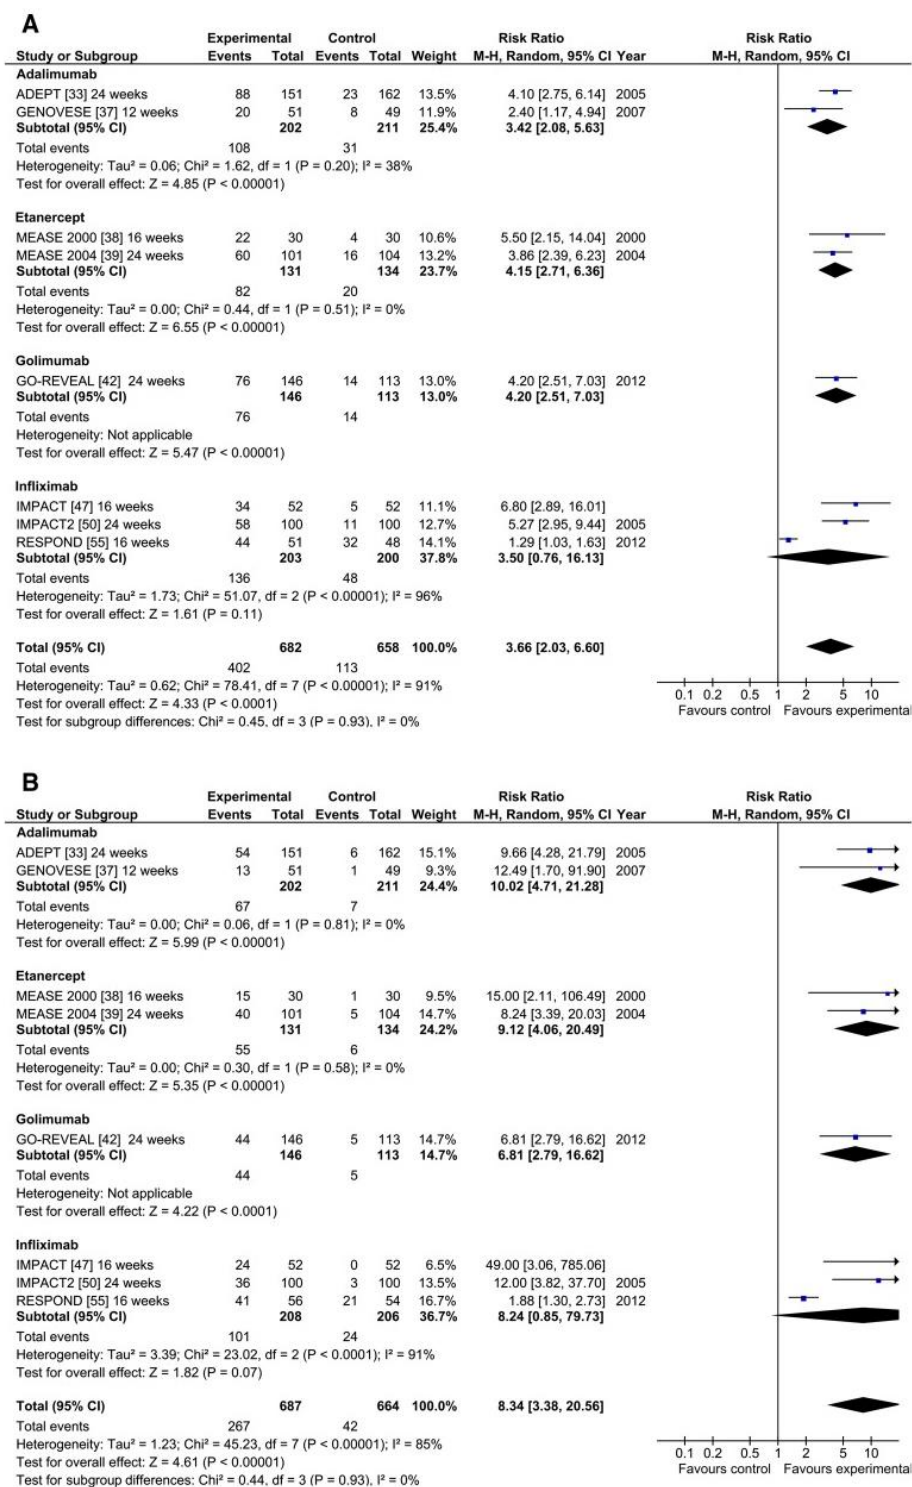 A
Experimental Control Risk Ratio Risk Ratio
Study or Subgroup Events Total Events Total Weight M-H, Random, 95% CI Year M-H, Random, 95% CI
Adalimumab
ADEPT [33] 24 weeks 88 151 23 162 13.5% 4.10 [2.75, 6.14] 2005
GENOVESE [37] 12 weeks 20 51 8 49 11.9% 2.40 [1.17, 4.94] 2007
Subtotal (95% CI) 202 211 25.4% 3.42 [2.08, 5.63]
Total events 108 31
Heterogeneity: Tau² = 0.06; Chi² = 1.62, df = 1 (P = 0.20); I² = 38%
Test for overall effect: Z = 4.85 (P < 0.00001)
Etanercept
MEASE 2000 [38] 16 weeks 22 30 4 30 10.6% 5.50 [2.15, 14.04] 2000
MEASE 2004 [39] 24 weeks 60 101 16 104 13.2% 3.86 [2.39, 6.23] 2004
Subtotal (95% CI) 131 134 23.7% 4.15 [2.71, 6.36]
Total events 82 20
Heterogeneity: Tau² = 0.00; Chi² = 0.44, df = 1 (P = 0.51); I² = 0%
Test for overall effect: Z = 6.55 (P < 0.00001)
Golimumab
GO-REVEAL [42] 24 weeks 76 146 14 113 13.0% 4.20 [2.51, 7.03] 2012
Subtotal (95% CI) 146 113 13.0% 4.20 [2.51, 7.03]
Total events 76 14
Heterogeneity: Not applicable
Test for overall effect: Z = 5.47 (P < 0.00001)
Infliximab
IMPACT [47] 16 weeks 34 52 5 52 11.1% 6.80 [2.89, 16.01]
IMPACT2 [50] 24 weeks 58 100 11 100 12.7% 5.27 [2.95, 9.44] 2005
RESPOND [55] 16 weeks 44 51 32 48 14.1% 1.29 [1.03, 1.63] 2012
Subtotal (95% CI) 203 200 37.8% 3.50 [0.76, 16.13]
Total events 136 48
Heterogeneity: Tau² = 1.73; Chi² = 51.07, df = 2 (P < 0.00001); I² = 96%
Test for overall effect: Z = 1.61 (P = 0.11)
Total (95% CI) 682 658 100.0% 3.66 [2.03, 6.60]
Total events 402 113
Heterogeneity: Tau² = 0.62; Chi² = 78.41, df = 7 (P < 0.00001); I² = 91%
Test for overall effect: Z = 4.33 (P < 0.0001)
Test for subgroup differences: Chi² = 0.45, df = 3 (P = 0.93), I² = 0%
0.1 0.2 0.5 1 2 5 10
Favours control Favours experimental
B
Experimental Control Risk Ratio Risk Ratio
Study or Subgroup Events Total Events Total Weight M-H, Random, 95% CI Year M-H, Random, 95% CI
Adalimumab
ADEPT [33] 24 weeks 54 151 6 162 15.1% 9.66 [4.28, 21.79] 2005
GENOVESE [37] 12 weeks 13 51 1 49 9.3% 12.49 [1.70, 91.90] 2007
Subtotal (95% CI) 202 211 24.4% 10.02 [4.71, 21.28]
Total events 67 7
Heterogeneity: Tau² = 0.00; Chi² = 0.06, df = 1 (P = 0.81); I² = 0%
Test for overall effect: Z = 5.99 (P < 0.00001)
Etanercept
MEASE 2000 [38] 16 weeks 15 30 1 30 9.5% 15.00 [2.11, 106.49] 2000
MEASE 2004 [39] 24 weeks 40 101 5 104 14.7% 8.24 [3.39, 20.03] 2004
Subtotal (95% CI) 131 134 24.2% 9.12 [4.06, 20.49]
Total events 55 6
Heterogeneity: Tau² = 0.00; Chi² = 0.30, df = 1 (P = 0.58); I² = 0%
Test for overall effect: Z = 5.35 (P < 0.00001)
Golimumab
GO-REVEAL [42] 24 weeks 44 146 5 113 14.7% 6.81 [2.79, 16.62] 2012
Subtotal (95% CI) 146 113 14.7% 6.81 [2.79, 16.62]
Total events 44 5
Heterogeneity: Not applicable
Test for overall effect: Z = 4.22 (P < 0.0001)
Infliximab
IMPACT [47] 16 weeks 24 52 0 52 6.5% 49.00 [3.06, 785.06]
IMPACT2 [50] 24 weeks 36 100 3 100 13.5% 12.00 [3.82, 37.70] 2005
RESPOND [55] 16 weeks 41 56 21 54 16.7% 1.88 [1.30, 2.73] 2012
Subtotal (95% CI) 208 206 36.7% 8.24 [0.85, 79.73]
Total events 101 24
Heterogeneity: Tau² = 3.39; Chi² = 23.02, df = 2 (P < 0.0001); I² = 91%
Test for overall effect: Z = 1.82 (P = 0.07)
Total (95% CI) 687 664 100.0% 8.34 [3.38, 20.56]
Total events 267 42
Heterogeneity: Tau² = 1.23; Chi² = 45.23, df = 7 (P < 0.00001); I² = 85%
Test for overall effect: Z = 4.61 (P < 0.00001)
Test for subgroup differences: Chi² = 0.44, df = 3 (P = 0.93), I² = 0%
0.1 0.2 0.5 1 2 5 10
Favours control Favours experimental